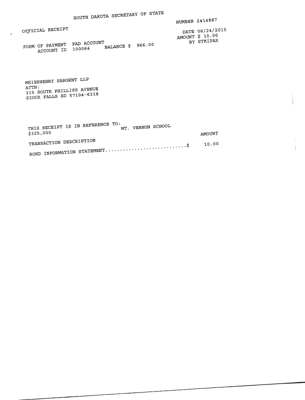 SOUTH DAKOTA SECRETARY OF STATE
NUMBER 2414887
OFFICIAL RECEIPT
DATE 06/24/2015
AMOUNT $ 10.00
BY STRIPAS
FORM OF PAYMENT PAD ACCOUNT
ACCOUNT ID 100064 BALANCE $ 966.00
MEIERHENRY SARGENT LLP
ATTN:
315 SOUTH PHILLIPS AVENUE
SIOUX FALLS SD 57104-6318
THIS RECEIPT IS IN REFERENCE TO: MT. VERNON SCHOOL
$335,000
TRANSACTION DESCRIPTION AMOUNT
BOND INFORMATION STATEMENT...........................$ 10.00